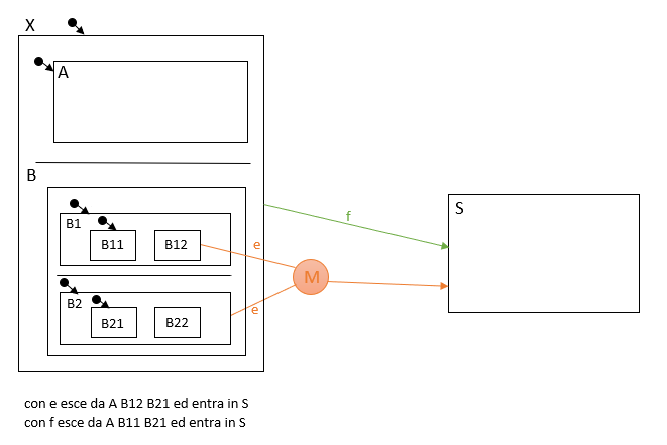 X
A
B
B1
B11
B12
B2
B21
B22
e
e
f
M
S
con e esce da A B12 B21 ed entra in S
con f esce da A B11 B21 ed entra in S